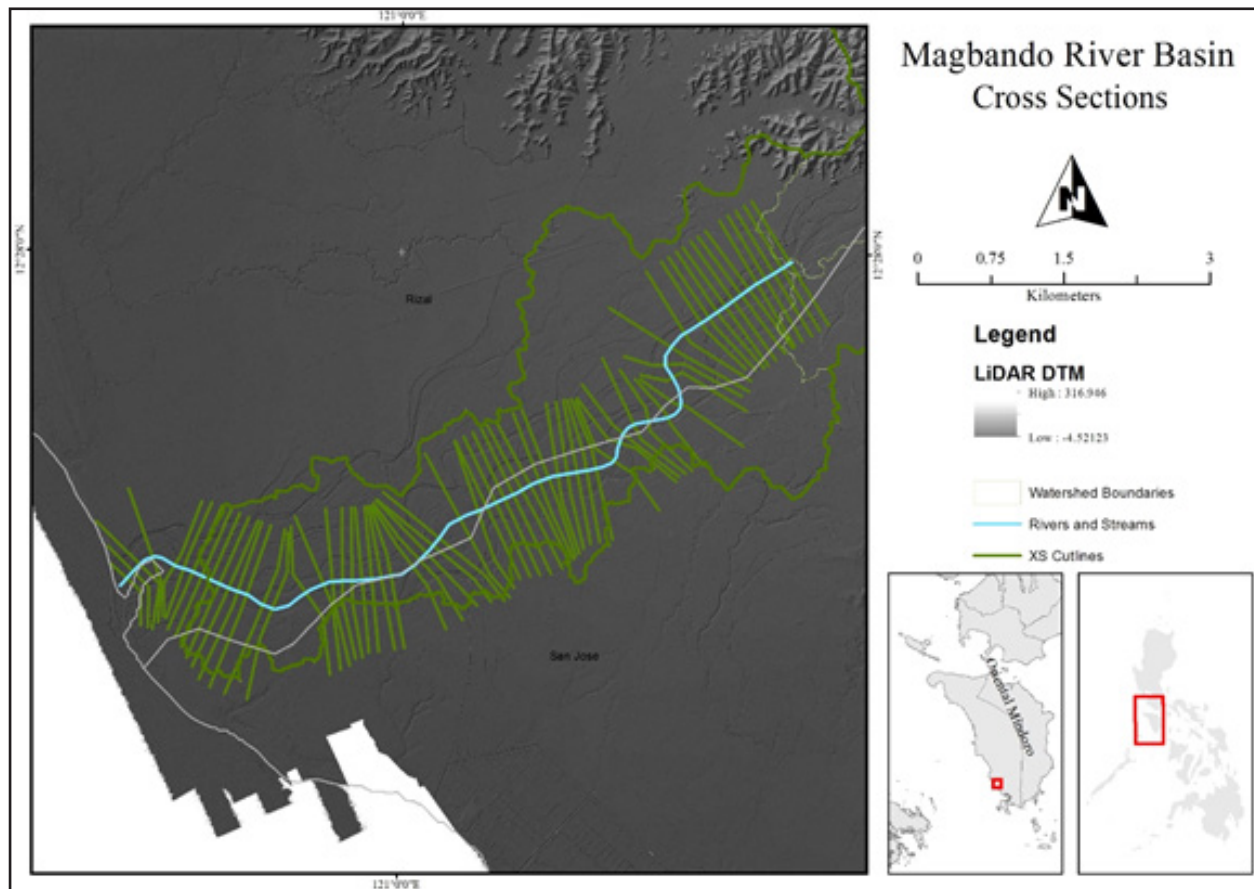 121°0'0"E
Magbando River Basin
Cross Sections
N
0 0.75 1.5 3
Kilometers
12°20'0"N
12°20'0"N
Rizal
San Jose
Legend
LiDAR DTM
High : 316.946
Low : -4.52123
Watershed Boundaries
Rivers and Streams
XS Cutlines
Oriental Mindoro
121°0'0"E